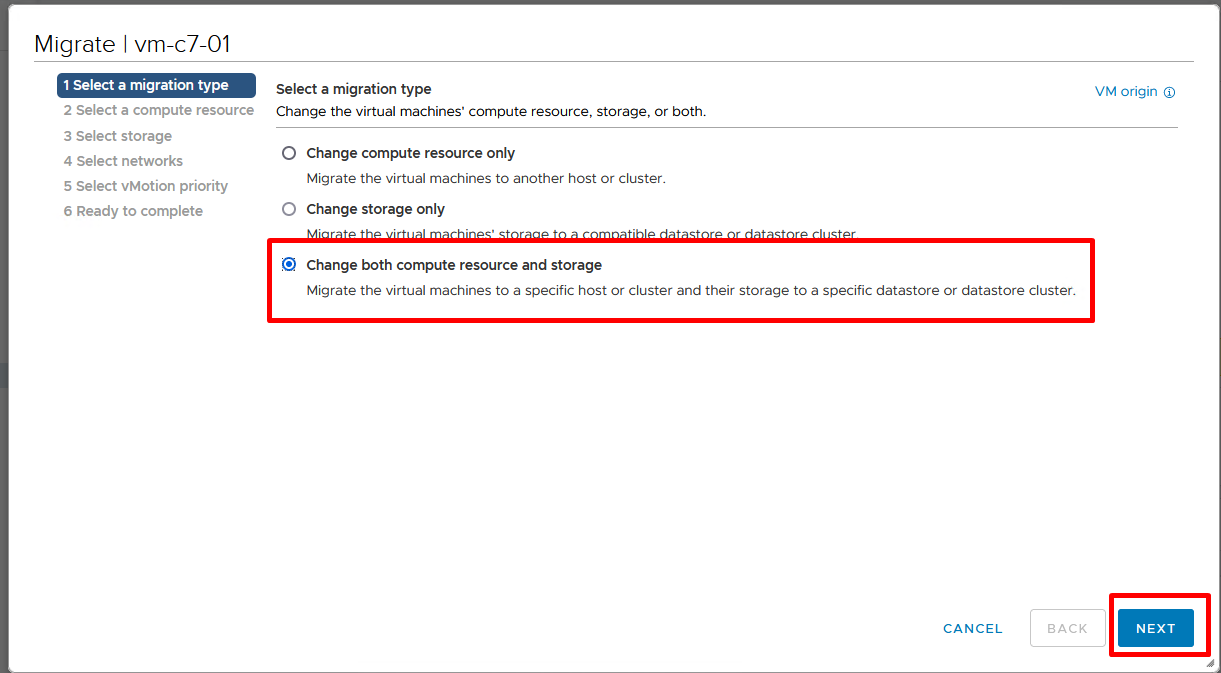 Migrate | vm-c7-01
1 Select a migration type
2 Select a compute resource
3 Select storage
4 Select networks
5 Select vMotion priority
6 Ready to complete
Select a migration type
VM origin
Change the virtual machines' compute resource, storage, or both.
Change compute resource only
Migrate the virtual machines to another host or cluster.
Change storage only
Migrate the virtual machines' storage to a compatible datastore or datastore cluster.
Change both compute resource and storage
Migrate the virtual machines to a specific host or cluster and their storage to a specific datastore or datastore cluster.
CANCEL
BACK
NEXT